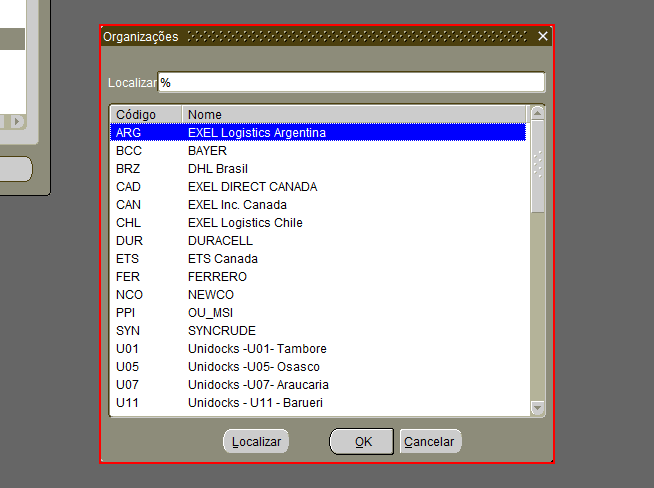 Organizações
Localizar %
Código Nome
ARG EXEL Logistics Argentina
BCC BAYER
BRZ DHL Brasil
CAD EXEL DIRECT CANADA
CAN EXEL Inc. Canada
CHL EXEL Logistics Chile
DUR DURACELL
ETS ETS Canada
FER FERRERO
NCO NEWCO
PPI OU_MSI
SYN SYNCRUDE
U01 Unidocks -U01- Tambore
U05 Unidocks -U05- Osasco
U07 Unidocks -U07- Araucaria
U11 Unidocks - U11 - Barueri
Localizar OK Cancelar